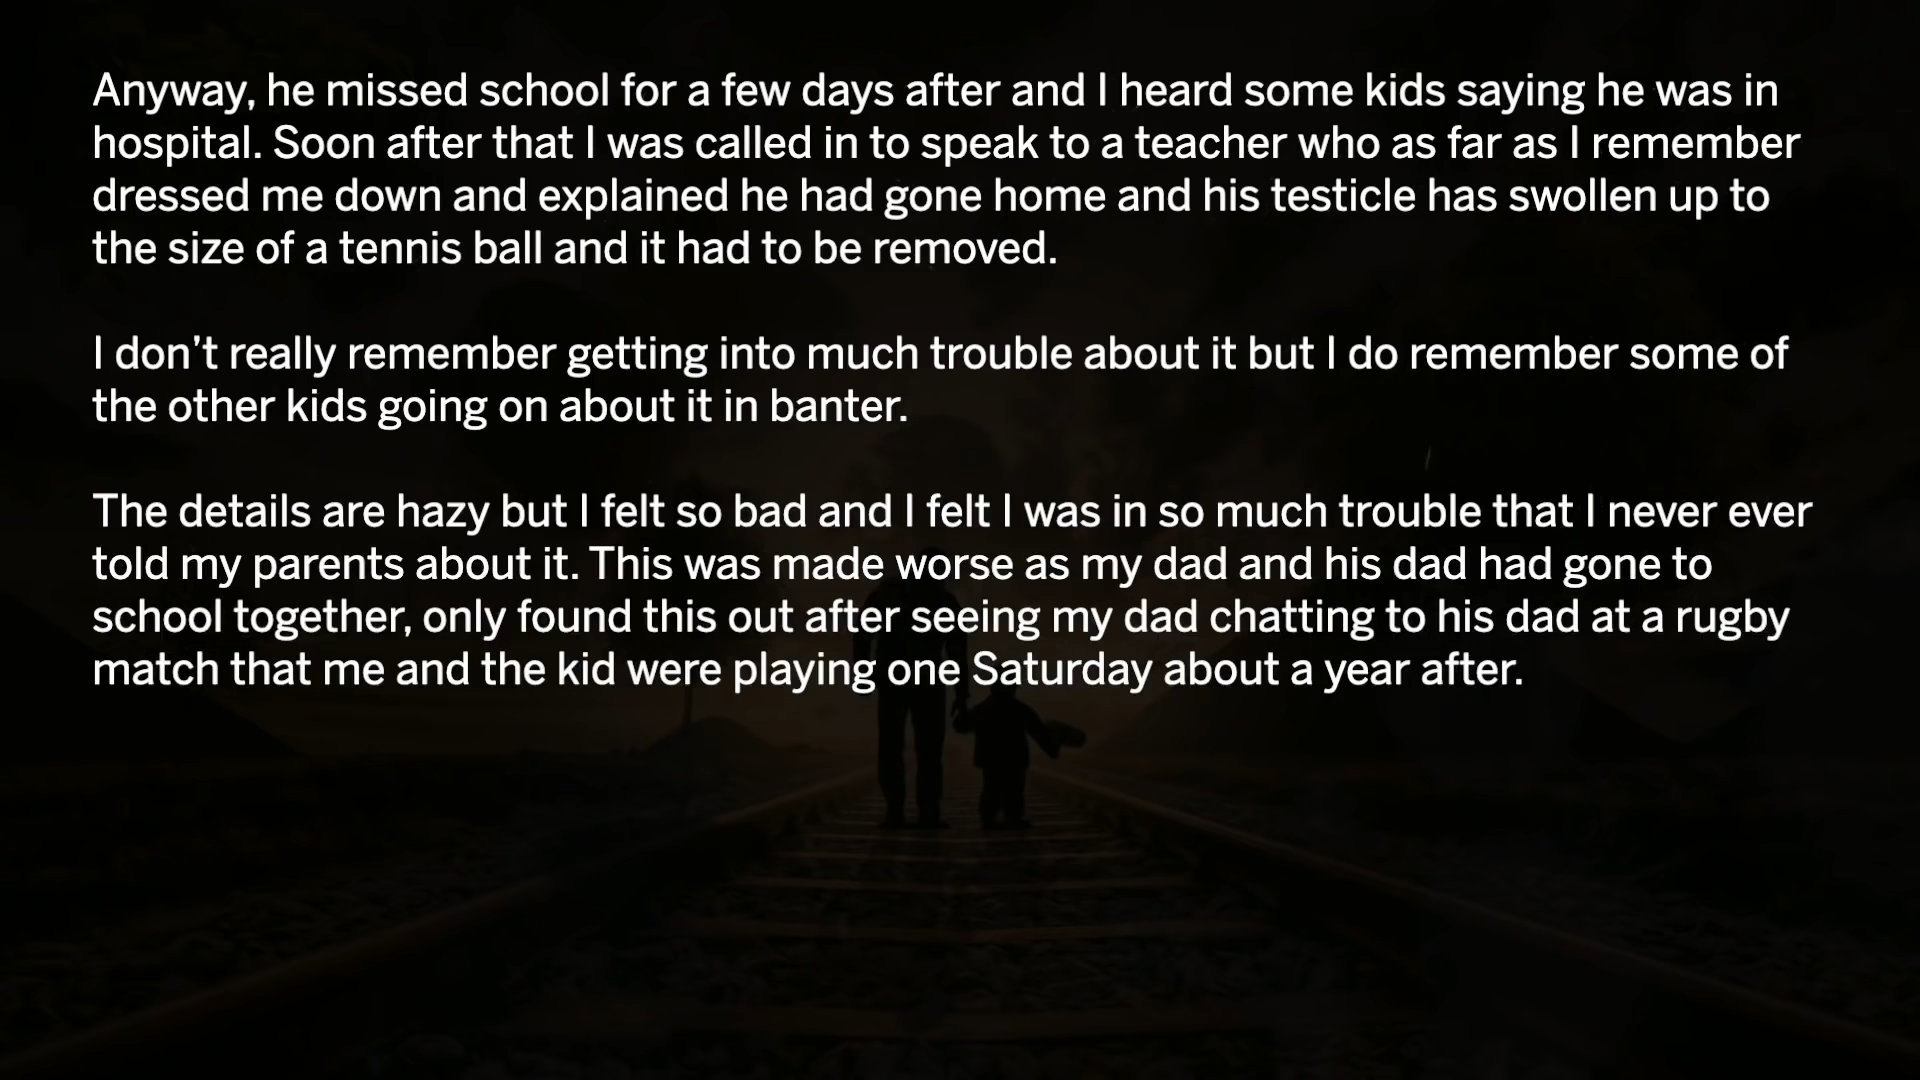 Anyway, he missed school for a few days after and I heard some kids saying he was in
hospital. Soon after that I was called in to speak to a teacher who as far as I remember
dressed me down and explained he had gone home and his testicle has swollen up to
the size of a tennis ball and it had to be removed.
I don’t really remember getting into much trouble about it but I do remember some of
the other kids going on about it in banter.
The details are hazy but I felt so bad and I felt I was in so much trouble that I never ever
told my parents about it. This was made worse as my dad and his dad had gone to
school together, only found this out after seeing my dad chatting to his dad at a rugby
match that me and the kid were playing one Saturday about a year after.